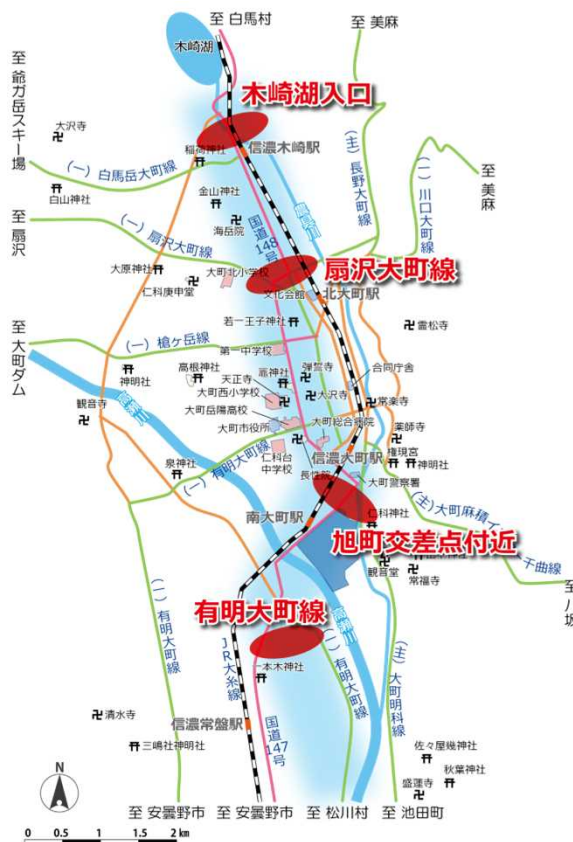 至 白馬村
至 美麻
木崎湖
木崎湖入口
至 爺ガ岳スキー場
大沢寺
稲荷神社
信濃木崎駅
(一)白馬岳大町線
白山神社
金山神社
海岳院
国道148号
(主)長野大町線
(一)川口大町線
至 美麻
至 扇沢
(一)扇沢大町線
大原神社
仁科庚申堂
大町北小学校
扇沢大町線
文化会館
北大町駅
霊松寺
若一王子神社
至 大町ダム
(一)槍ヶ岳線
第一中学校
神明社
高根神社
竈神社
弾誓寺
合同庁舎
天正寺
大町西小学校
大沢寺
常楽寺
観音寺
高瀬川
大町岳陽高校
大町市役所
大町総合病院
薬師寺
仁科台中学校
信濃大町駅
権現宮
神明社
泉神社
(一)有明大町線
長性院
大町警察署
(主)大町麻績インター千曲線
南大町駅
仁科神社
旭町交差点付近
観音堂
常福寺
至 八坂
有明大町線
高瀬川
(一)有明大町線
JR大糸線
一本木神社
(一)有明大町線
(主)大町明科線
清水寺
信濃常盤駅
国道147号
三嶋社神明社
佐々屋幾神社
秋葉神社
盛蓮寺
N
至 安曇野市
至 安曇野市
至 松川村
至 池田町
0 0.5 1 1.5 2 km